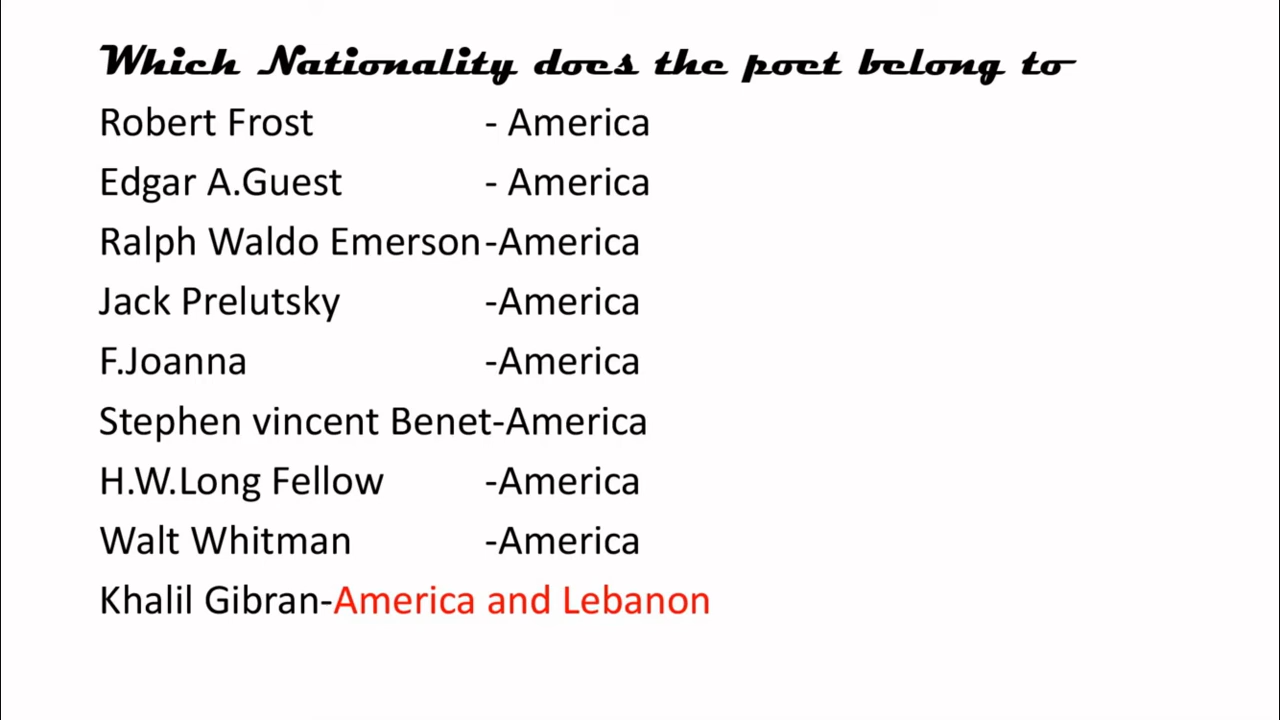 Which Nationality does the poet belong to
Robert Frost - America
Edgar A.Guest - America
Ralph Waldo Emerson -America
Jack Prelutsky -America
F.Joanna -America
Stephen vincent Benet-America
H.W.Long Fellow -America
Walt Whitman -America
Khalil Gibran-America and Lebanon